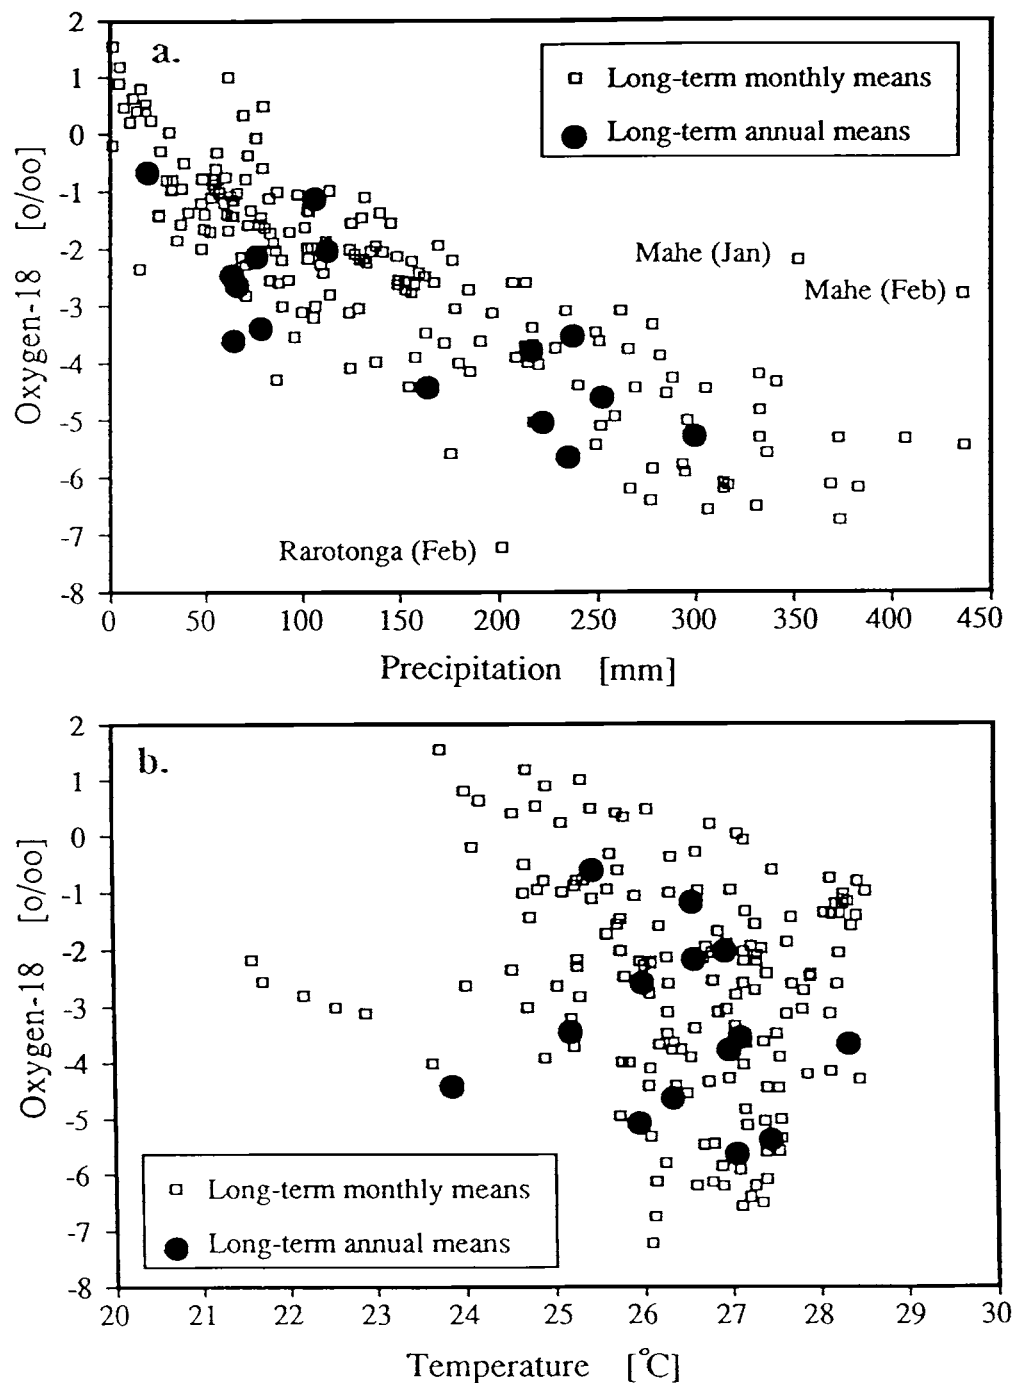 a.
Long-term monthly means
Long-term annual means
2
1
0
-1
-2
-3
-4
-5
-6
-7
-8
Oxygen-18 [o/oo]
Mahe (Jan)
Mahe (Feb)
Rarotonga (Feb)
0 50 100 150 200 250 300 350 400 450
Precipitation [mm]
b.
2
1
0
-1
-2
-3
-4
-5
-6
-7
-8
Oxygen-18 [o/oo]
Long-term monthly means
Long-term annual means
20 21 22 23 24 25 26 27 28 29 30
Temperature [°C]